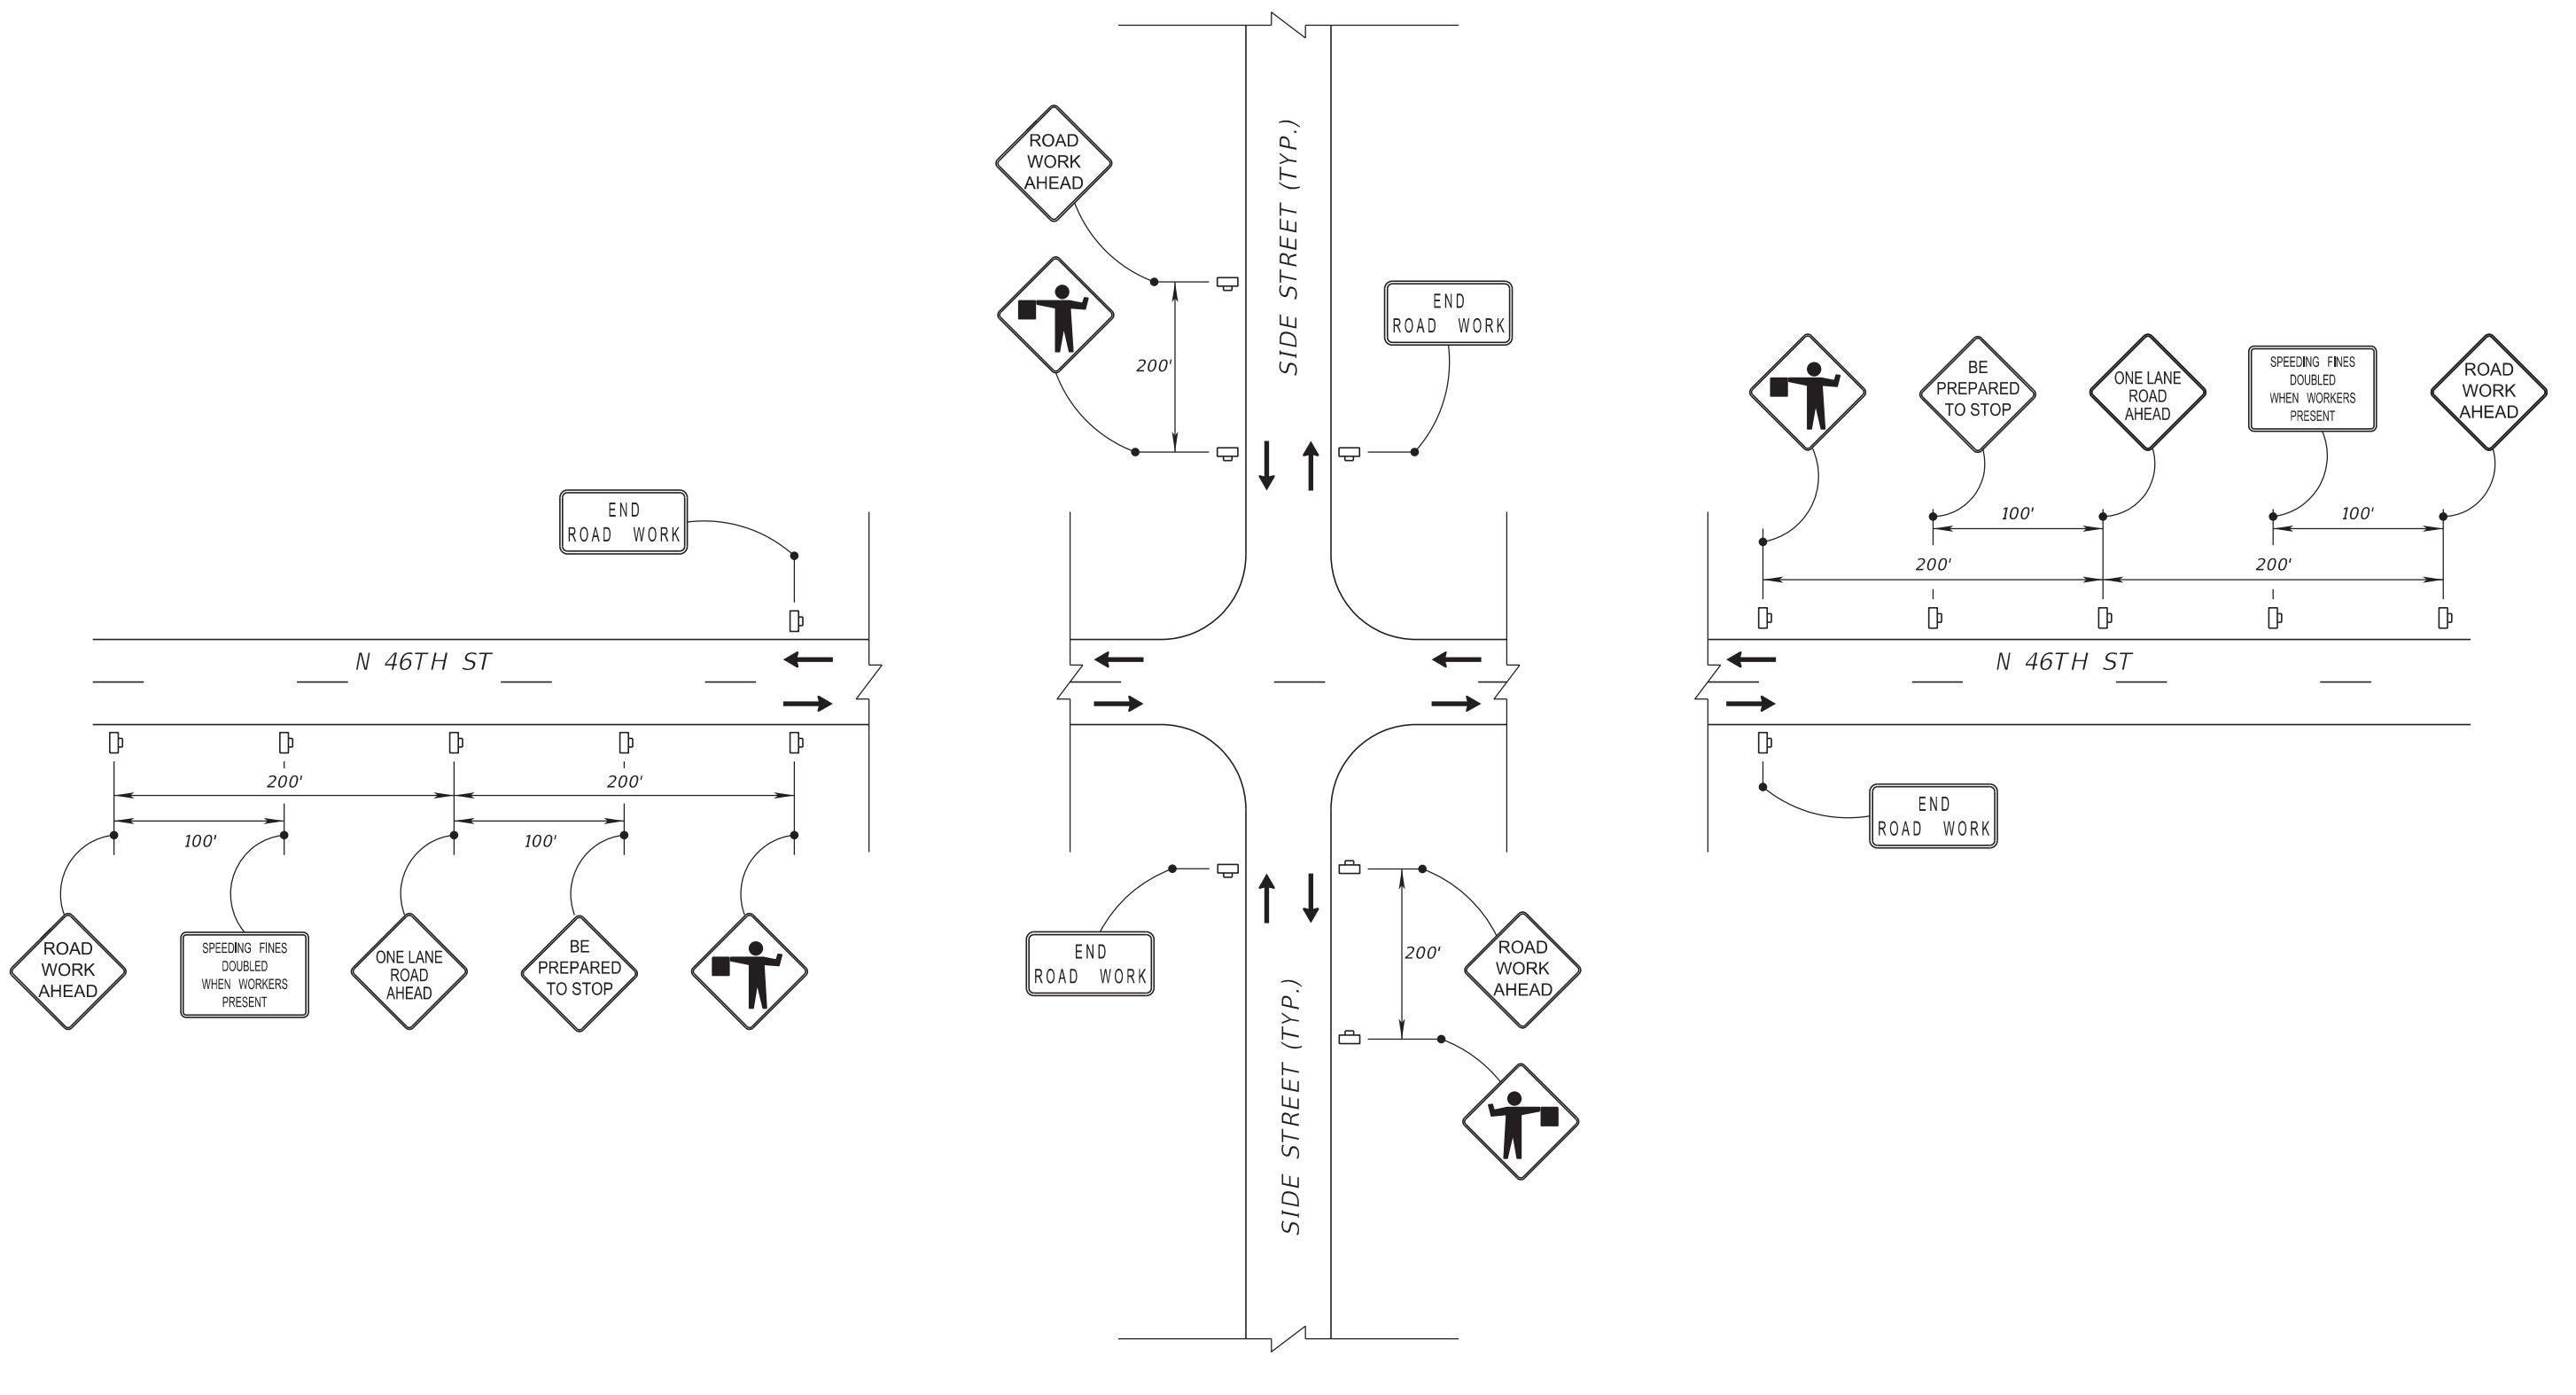 ROAD
WORK
AHEAD
SIDE STREET (TYP.)
200'
END
ROAD WORK
END
ROAD WORK
BE
PREPARED
TO STOP
ONE LANE
ROAD
AHEAD
SPEEDING FINES
DOUBLED
WHEN WORKERS
PRESENT
ROAD
WORK
AHEAD
100'
100'
200'
200'
N 46TH ST
N 46TH ST
200'
200'
100'
100'
ROAD
WORK
AHEAD
SPEEDING FINES
DOUBLED
WHEN WORKERS
PRESENT
ONE LANE
ROAD
AHEAD
BE
PREPARED
TO STOP
END
ROAD WORK
END
ROAD WORK
200'
ROAD
WORK
AHEAD
SIDE STREET (TYP.)